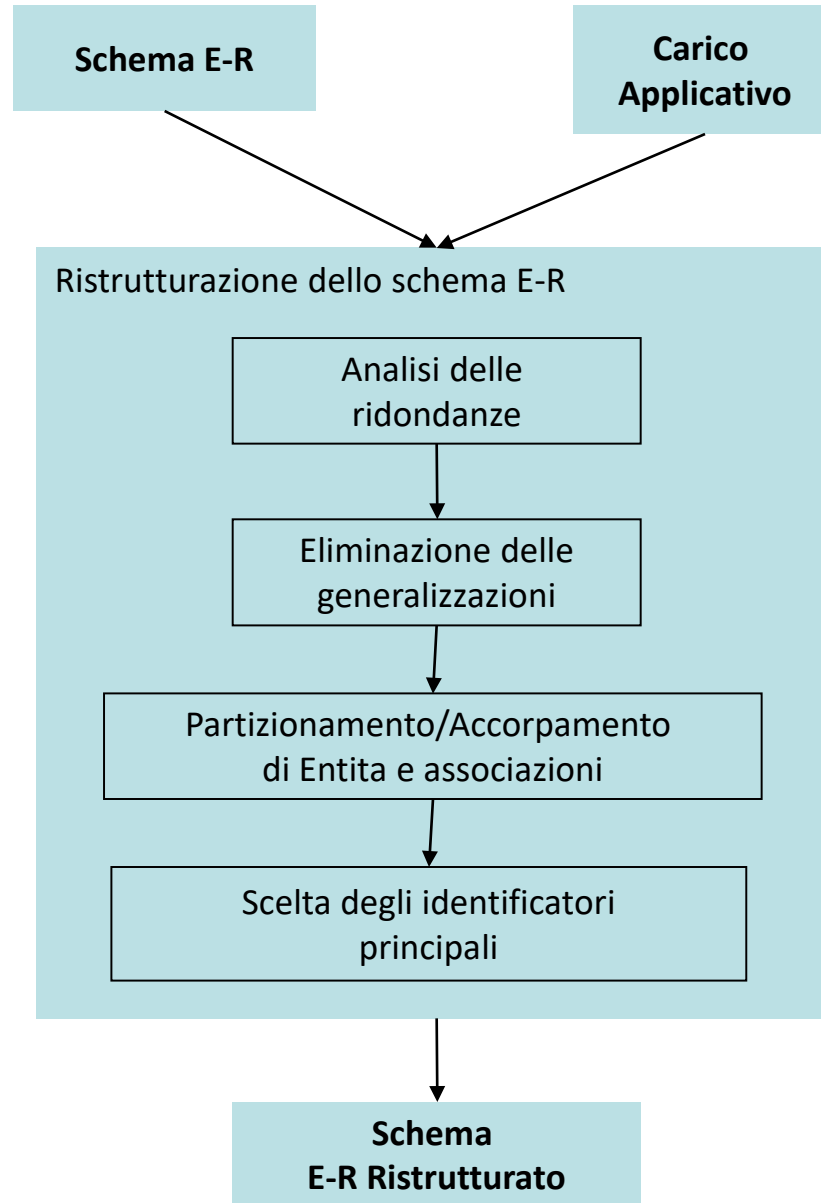 Schema E-R
Carico
Applicativo
Ristrutturazione dello schema E-R
Analisi delle
ridondanze
Eliminazione delle
generalizzazioni
Partizionamento/Accorpamento
di Entita e associazioni
Scelta degli identificatori
principali
Schema
E-R Ristrutturato